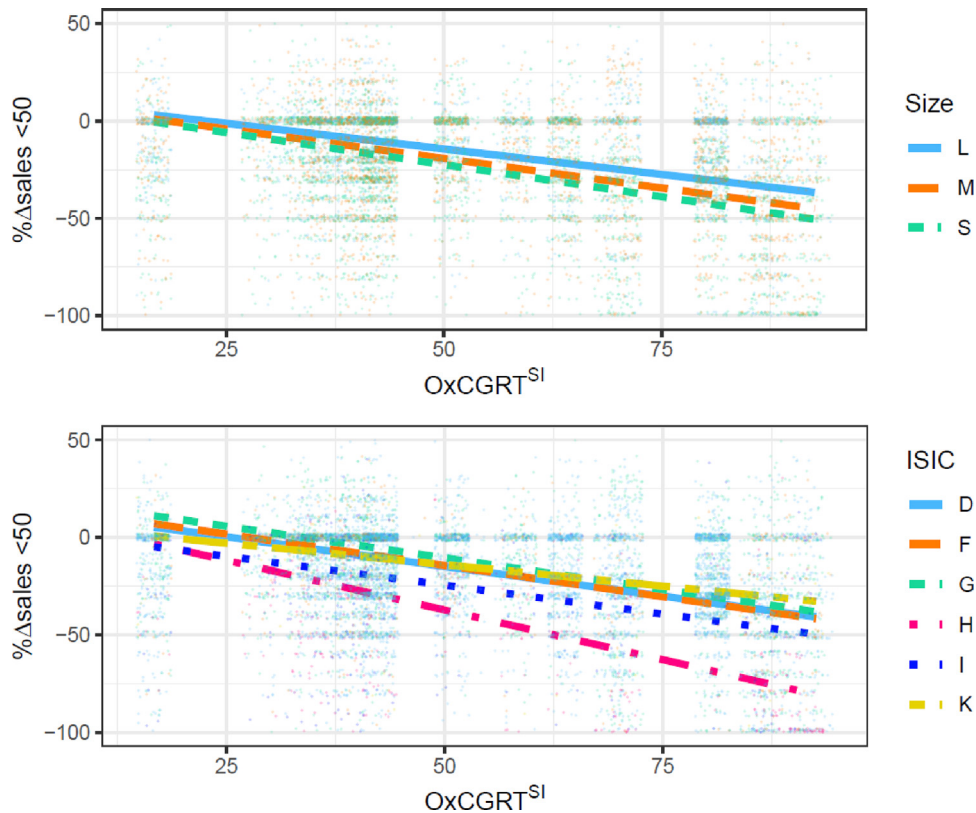 50
0
−50
−100
%Δsales <50
25
50
75
OxCGRT^SI
Size
L
M
S
50
0
−50
−100
%Δsales <50
25
50
75
OxCGRT^SI
ISIC
D
F
G
H
I
K